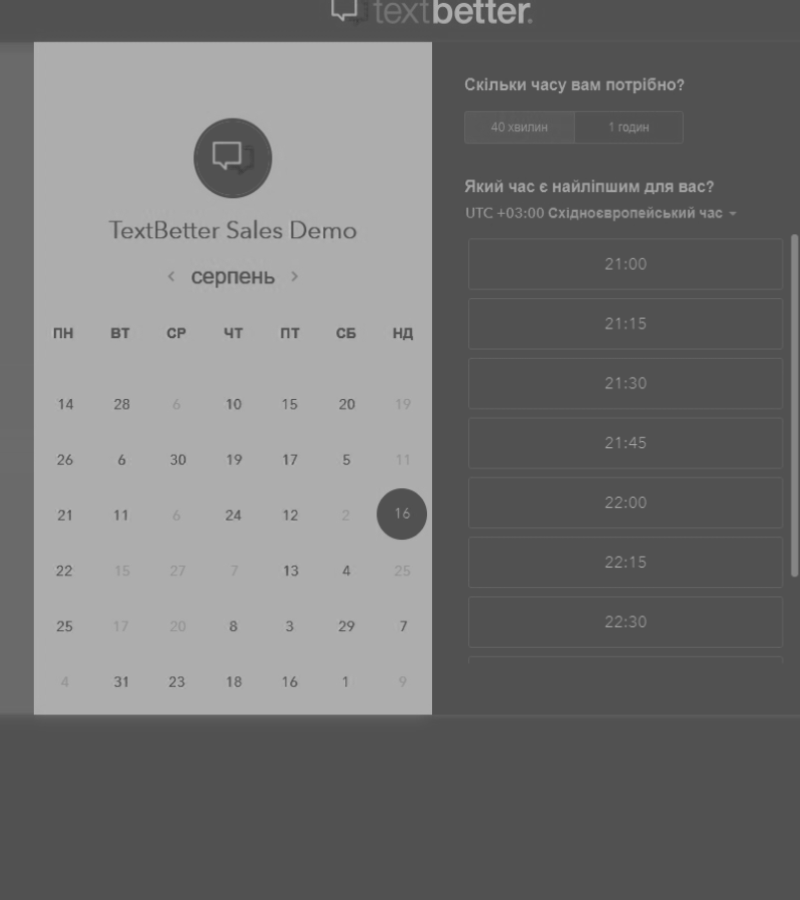 textbetter.
TextBetter Sales Demo
< серпень >
ПН ВТ СР ЧТ ПТ СБ НД
14 28 6 10 15 20 19
26 6 30 19 17 5 11
21 11 6 24 12 2 16
22 15 27 7 13 4 25
25 17 20 8 3 29 7
4 31 23 18 16 1 9
Скільки часу вам потрібно?
40 хвилин 1 годин
Який час є найліпшим для вас?
UTC +03:00 Східноєвропейський час
21:00
21:15
21:30
21:45
22:00
22:15
22:30